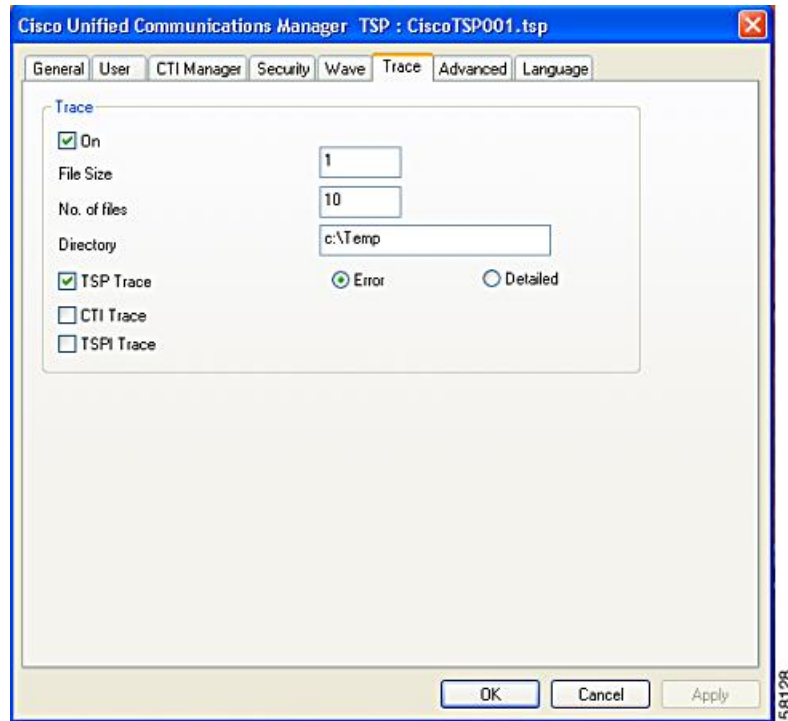 Cisco Unified Communications Manager TSP : CiscoTSP001.tsp
General User CTI Manager Security Wave Trace Advanced Language
Trace
On
File Size 1
No. of files 10
Directory c:\Temp
TSP Trace Error Detailed
CTI Trace
TSPI Trace
OK Cancel Apply
68128